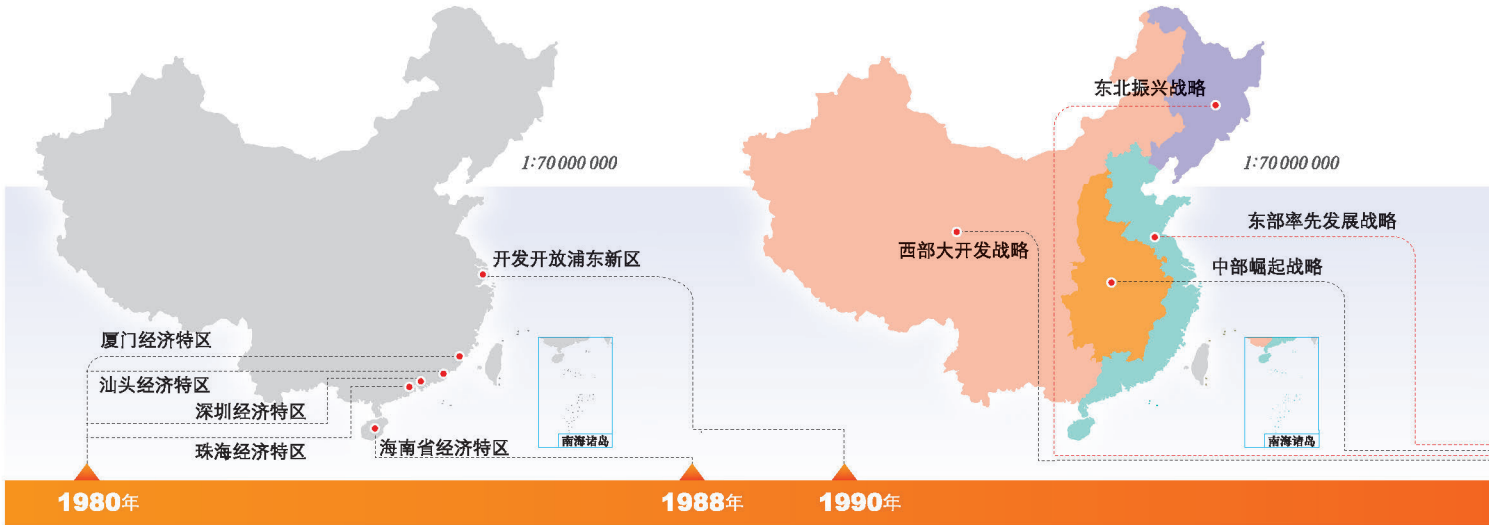 东北振兴战略
1:70 000 000
1:70 000 000
东部率先发展战略
西部大开发战略
开发开放浦东新区
中部崛起战略
厦门经济特区
汕头经济特区
深圳经济特区
珠海经济特区
海南省经济特区
南海诸岛
南海诸岛
1980年
1988年
1990年